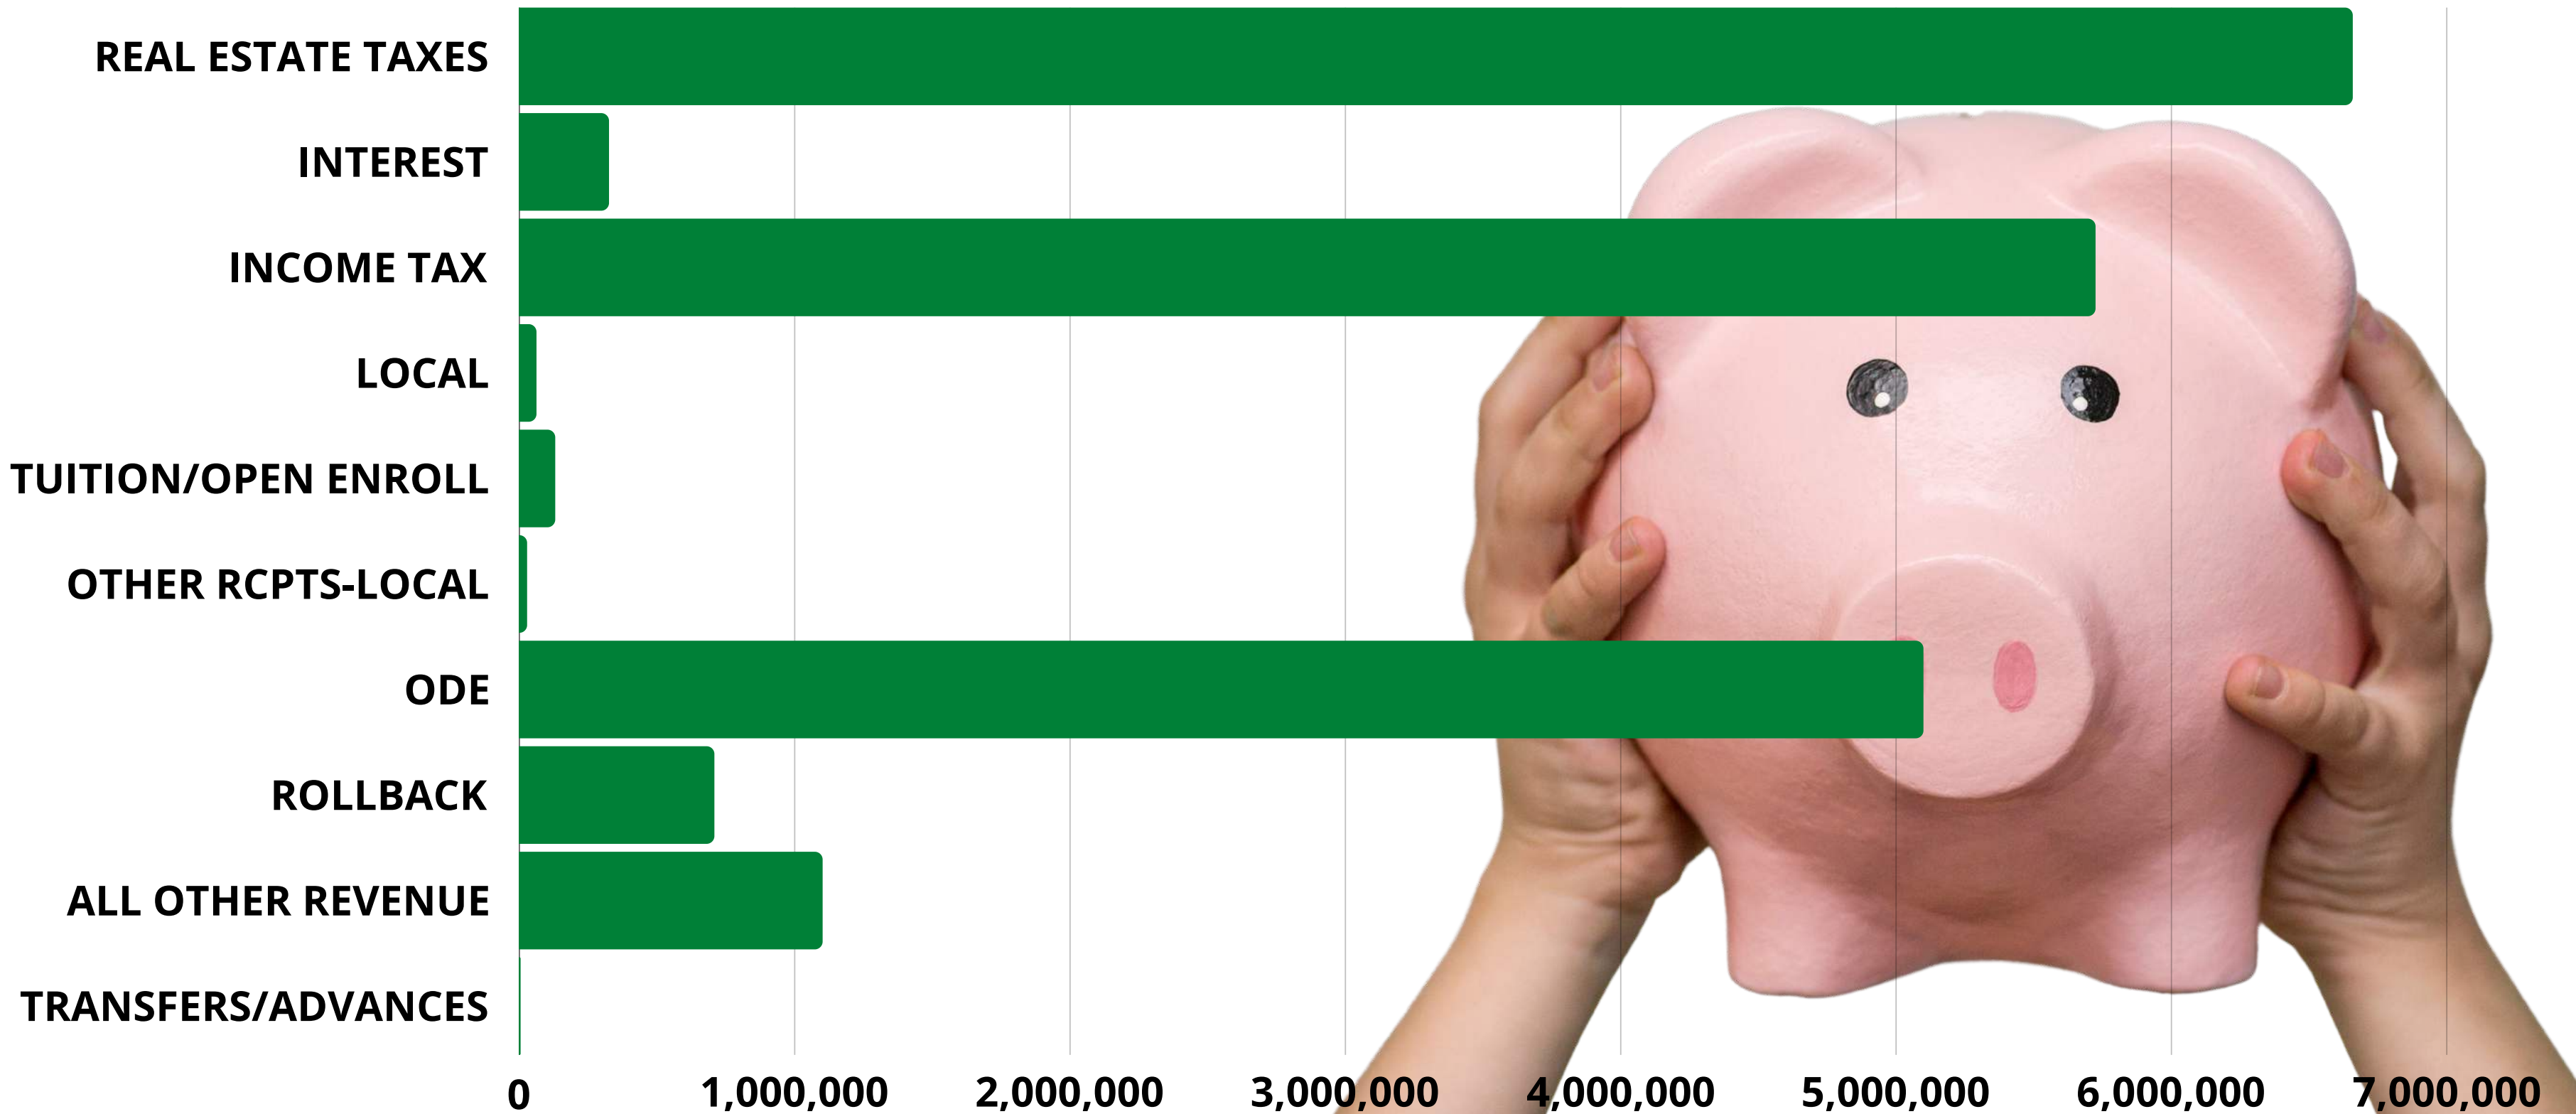 REAL ESTATE TAXES
INTEREST
INCOME TAX
LOCAL
TUITION/OPEN ENROLL
OTHER RCPTS-LOCAL
ODE
ROLLBACK
ALL OTHER REVENUE
TRANSFERS/ADVANCES
0 1,000,000 2,000,000 3,000,000 4,000,000 5,000,000 6,000,000 7,000,000